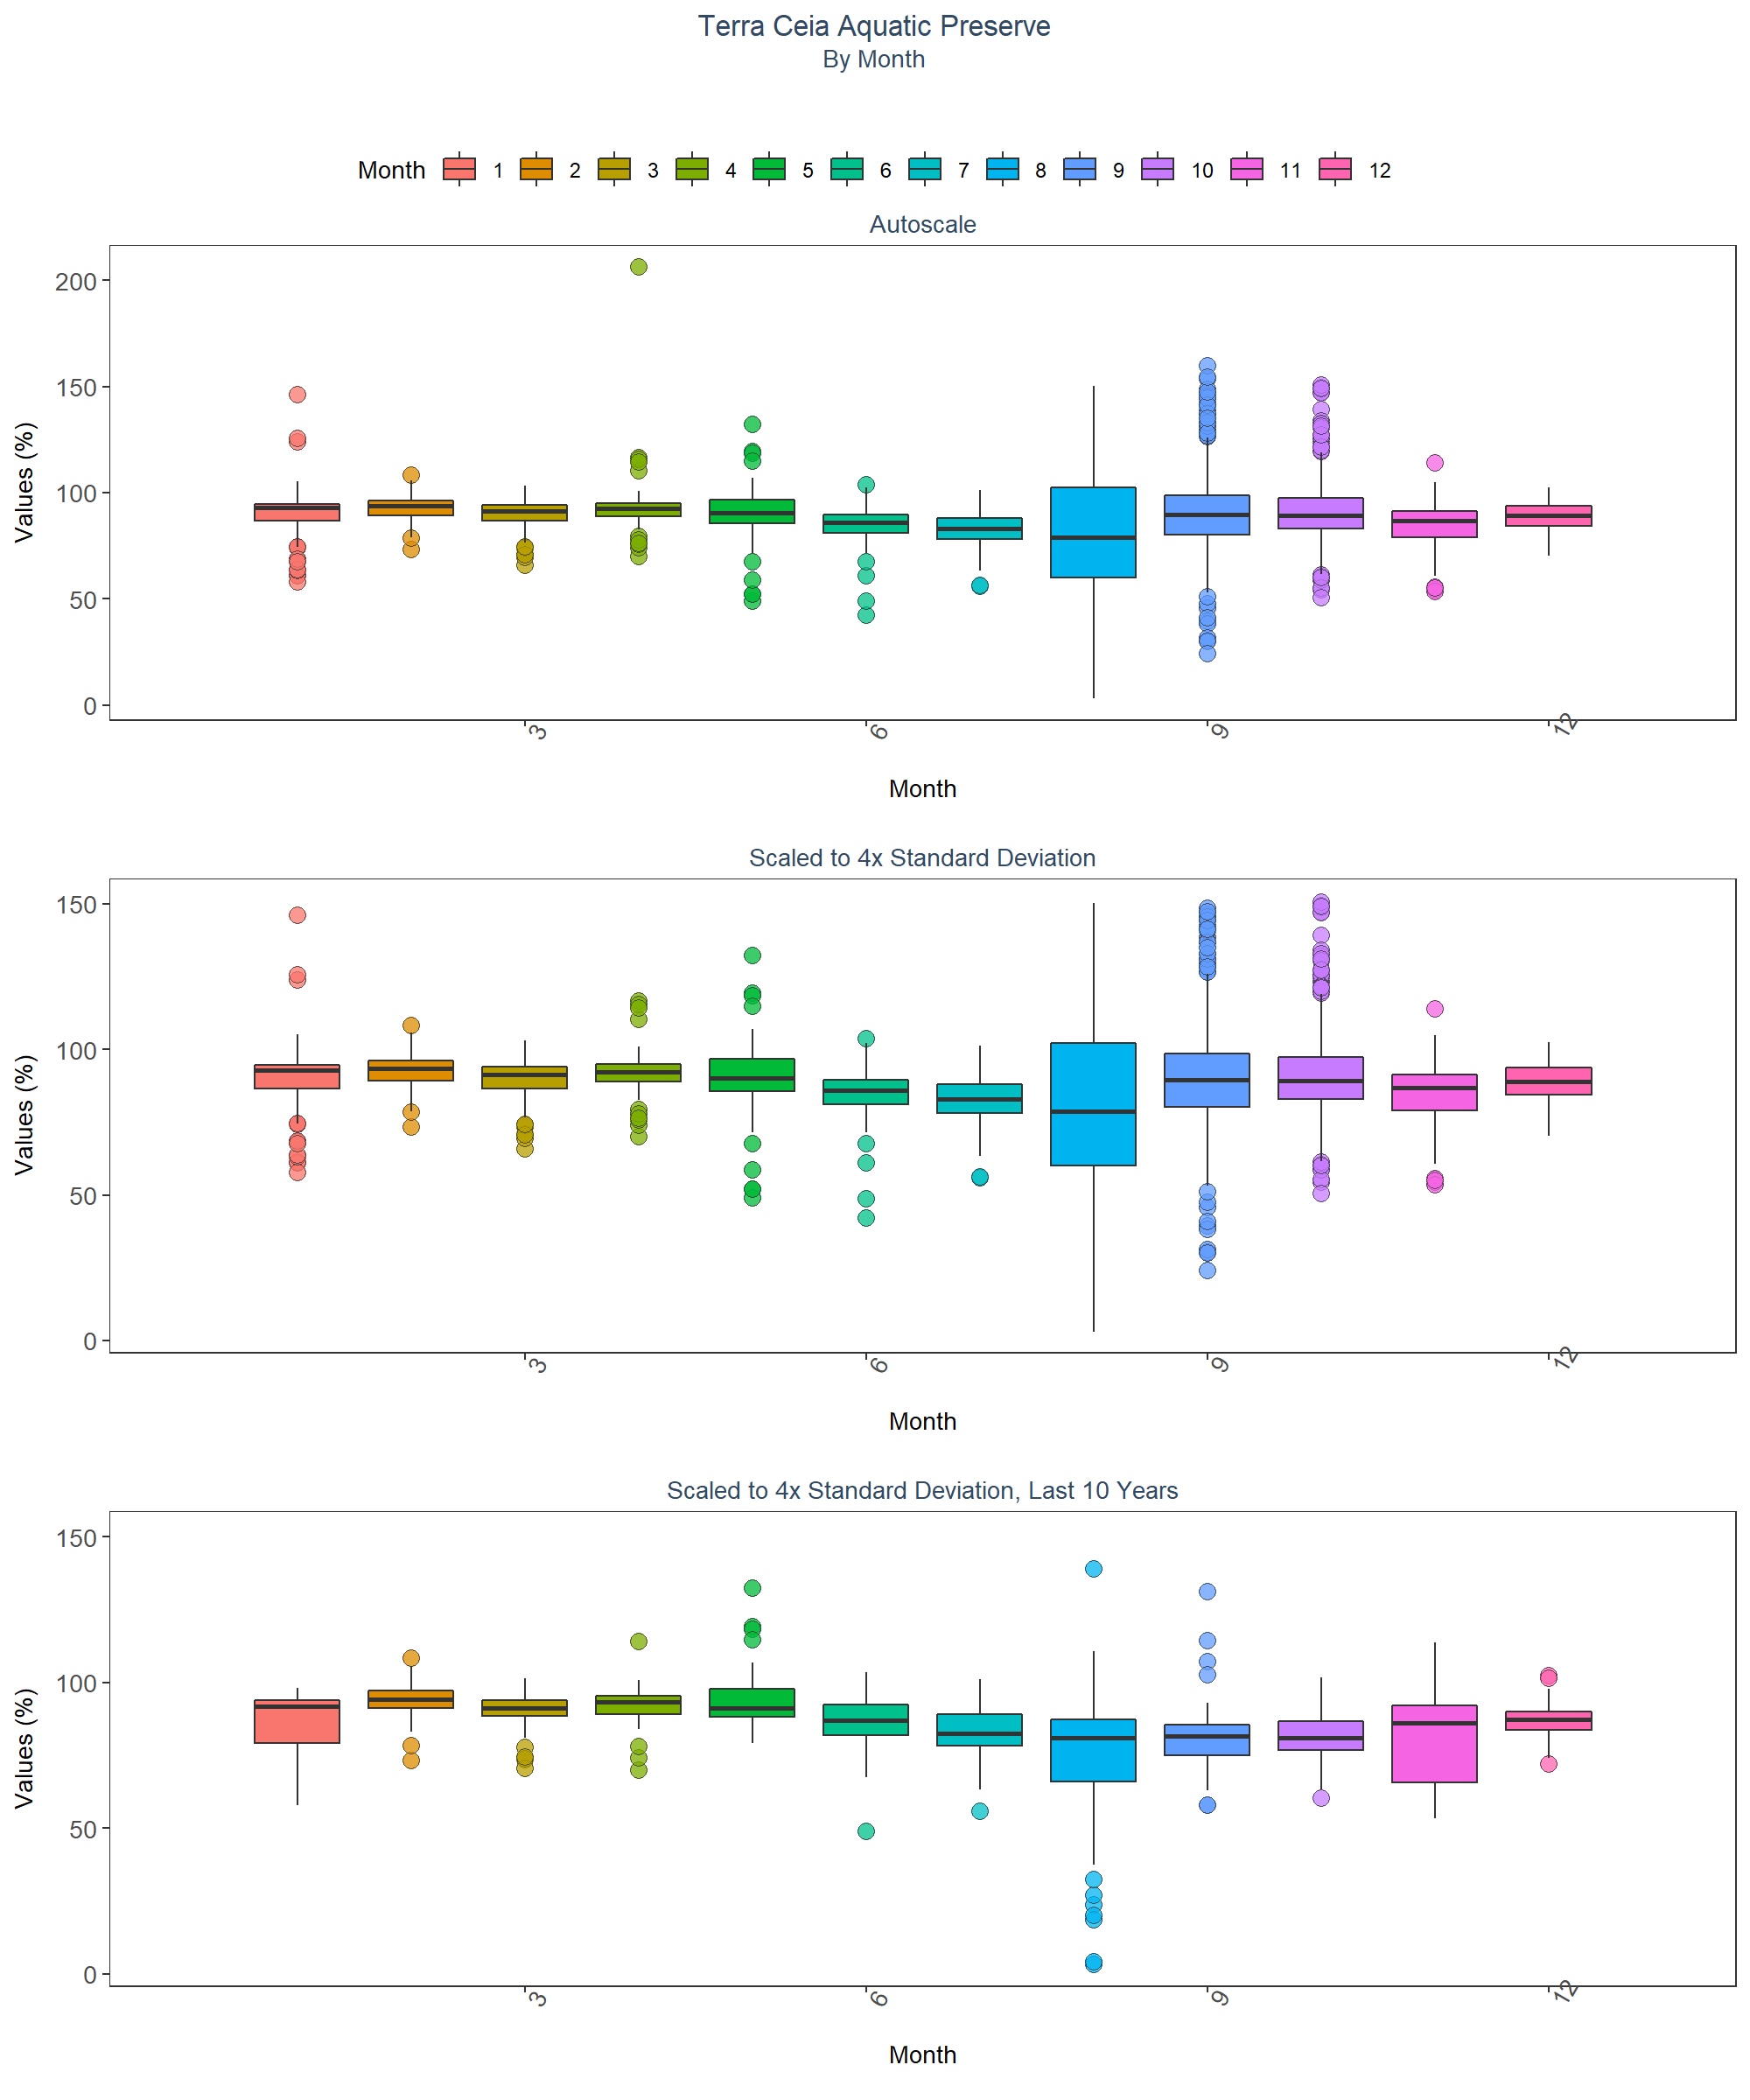 Terra Ceia Aquatic Preserve
By Month
Month 1 2 3 4 5 6 7 8 9 10 11 12
Autoscale
Values (%)
200
150
100
50
0
3 6 9 12
Month
Scaled to 4x Standard Deviation
Values (%)
150
100
50
0
3 6 9 12
Month
Scaled to 4x Standard Deviation, Last 10 Years
Values (%)
150
100
50
0
3 6 9 12
Month